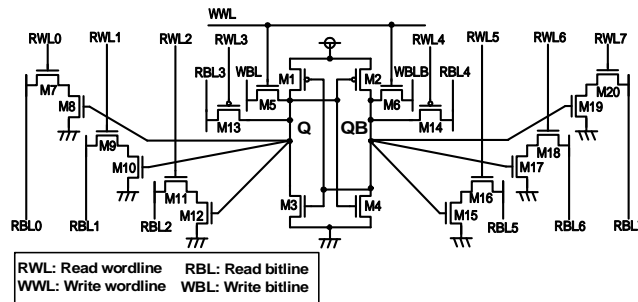 WWL
RWL0 RWL1 RWL2 RWL3 RWL4 RWL5 RWL6 RWL7
RBL3 WBL M1 M2 WBLB RBL4
M7 M5 M6 M20
M8 M13 Q QB M14 M19
M9 M18
M10 M17
M11 M16
M12 M3 M4 M15
RBL0 RBL1 RBL2 RBL5 RBL6
RWL: Read wordline RBL: Read bitline
WWL: Write wordline WBL: Write bitline